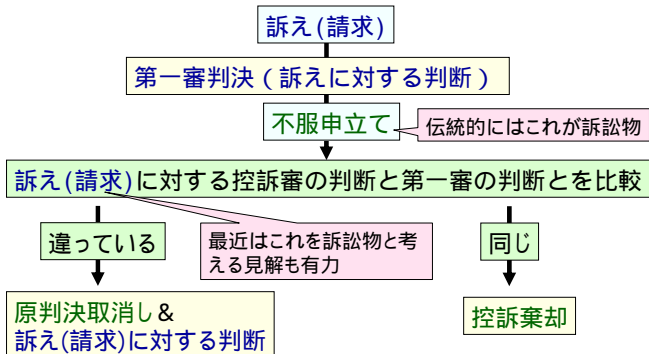 訴え(請求)
第一審判決(訴えに対する判断)
不服申立て
伝統的にはこれが訴訟物
訴え(請求)に対する控訴審の判断と第一審の判断とを比較
違っている
最近はこれを訴訟物と考
える見解も有力
同じ
原判決取消し&
訴え(請求)に対する判断
控訴棄却